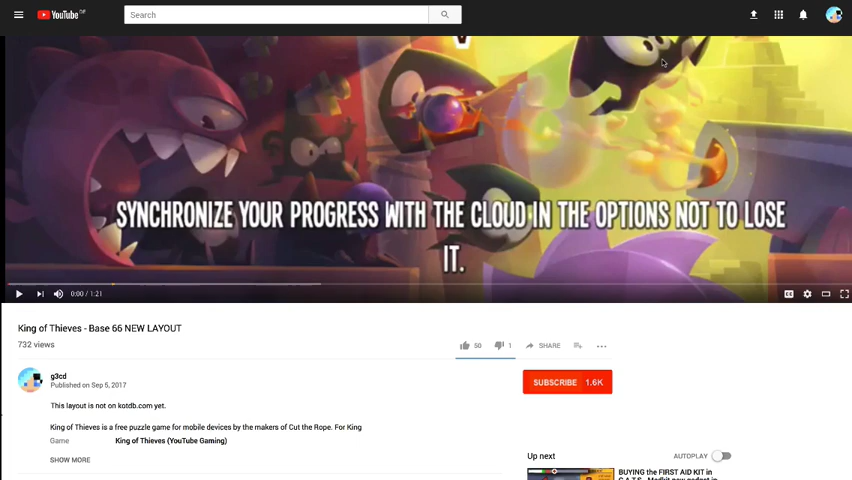 YouTube
Search
SYNCHRONIZE YOUR PROGRESS WITH THE CLOUD IN THE OPTIONS NOT TO LOSE
IT.
0:00 / 1:21
King of Thieves - Base 66 NEW LAYOUT
732 views
50 1 SHARE
g3cd
Published on Sep 5, 2017
SUBSCRIBE 1.6K
This layout is not on kotdb.com yet.
King of Thieves is a free puzzle game for mobile devices by the makers of Cut the Rope. For King
Game King of Thieves (YouTube Gaming)
SHOW MORE
Up next AUTOPLAY
BUYING the FIRST AID KIT in